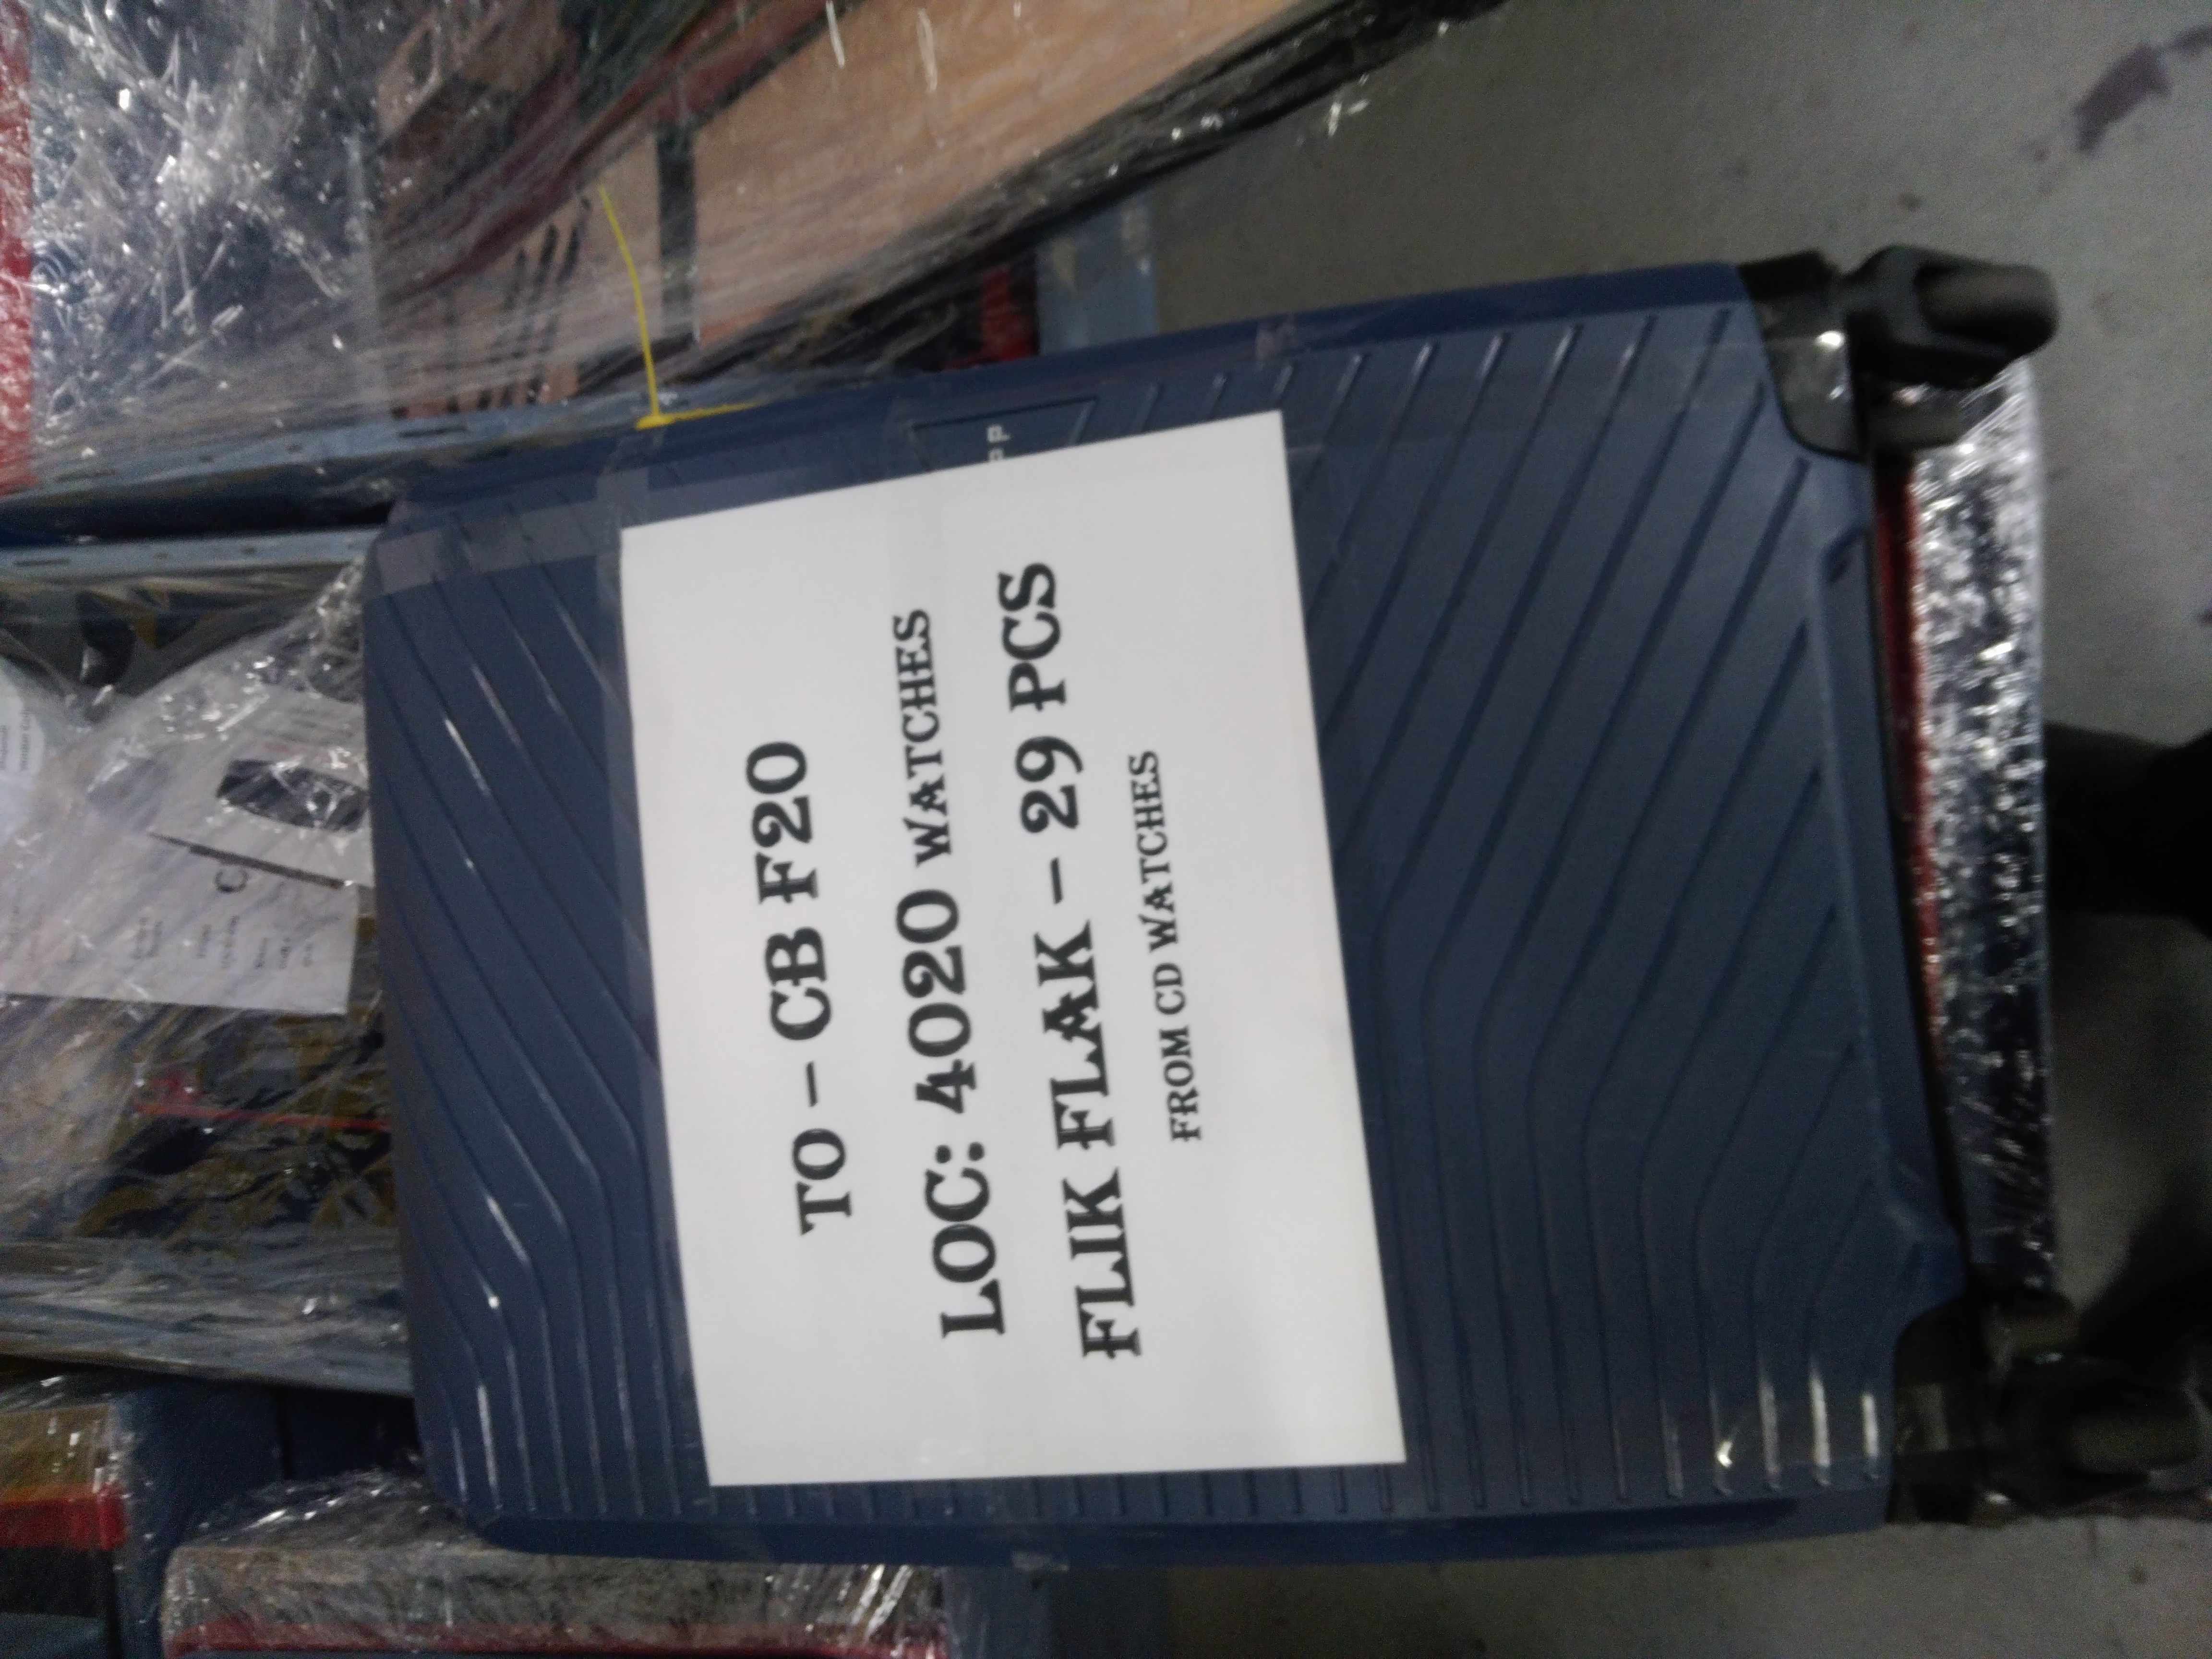 TO – CB F20
LOC: 4020 WATCHES
FLIK FLAK – 29 PCS
FROM CD WATCHES